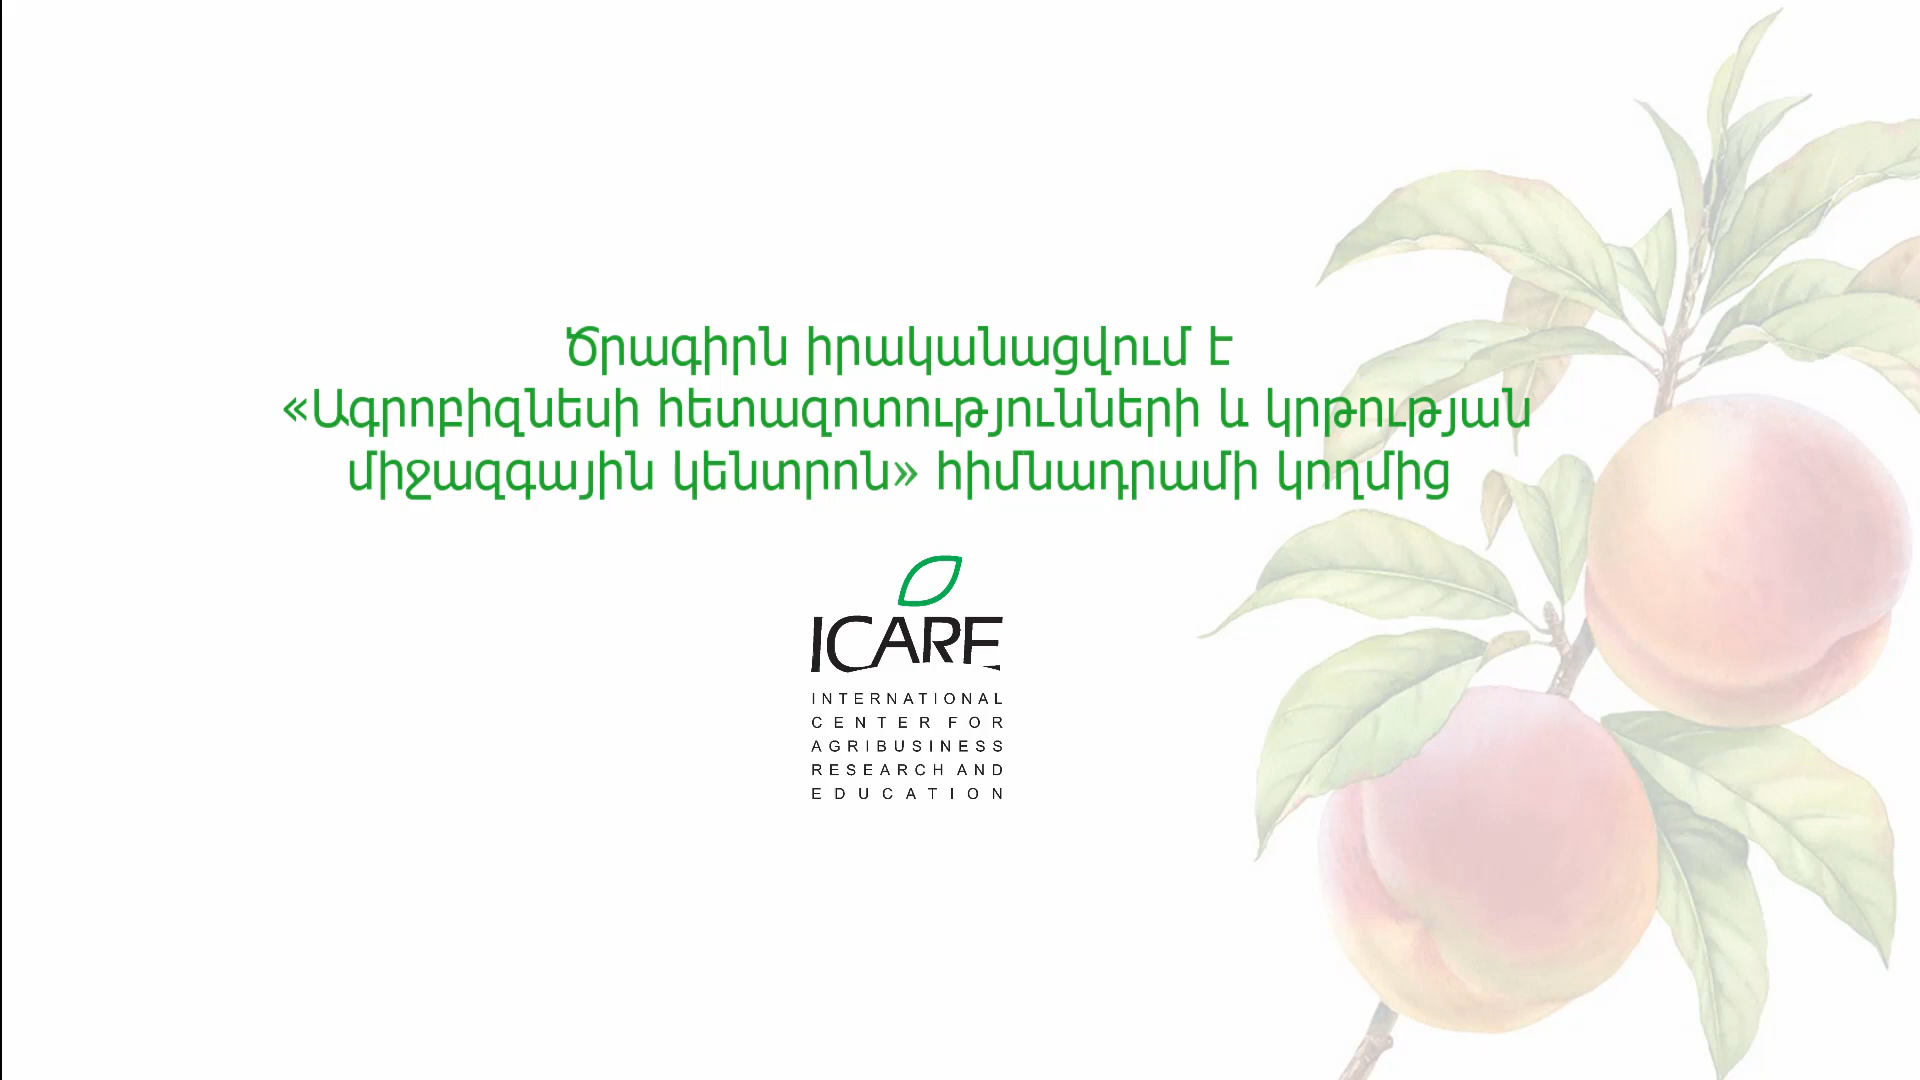 Ծրագիրն իրականացվում է
«Ագրոբիզնեսի հետազոտությունների և կրթության
միջազգային կենտրոն» հիմնադրամի կողմից
ICARE
INTERNATIONAL
CENTER FOR
AGRIBUSINESS
RESEARCH AND
EDUCATION